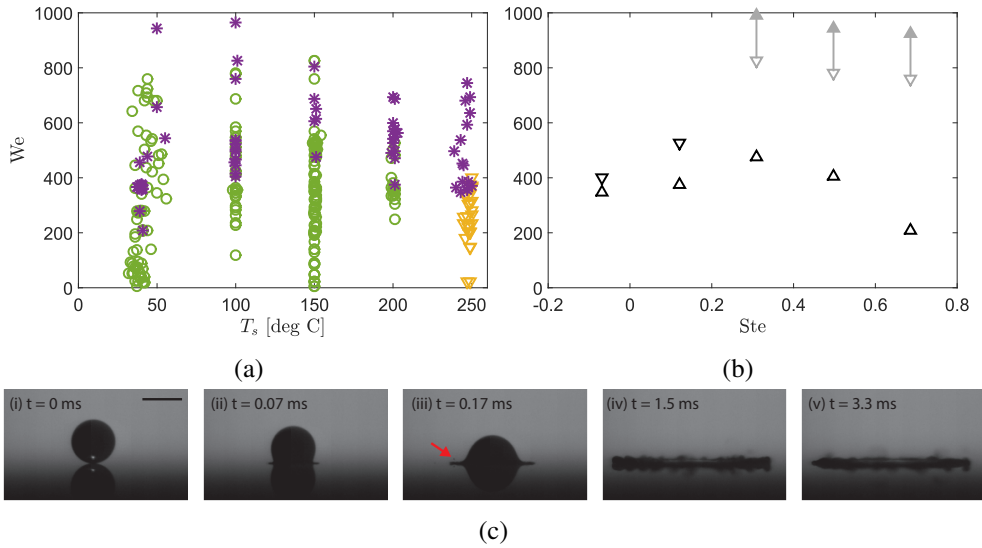 We
1000
800
600
400
200
0
0
50
100
150
200
250
T_s [deg C]
(a)
1000
800
600
400
200
0
-0.2
0
0.2
0.4
0.6
0.8
Ste
(b)
(i) t = 0 ms
(ii) t = 0.07 ms
(iii) t = 0.17 ms
(iv) t = 1.5 ms
(v) t = 3.3 ms
(c)